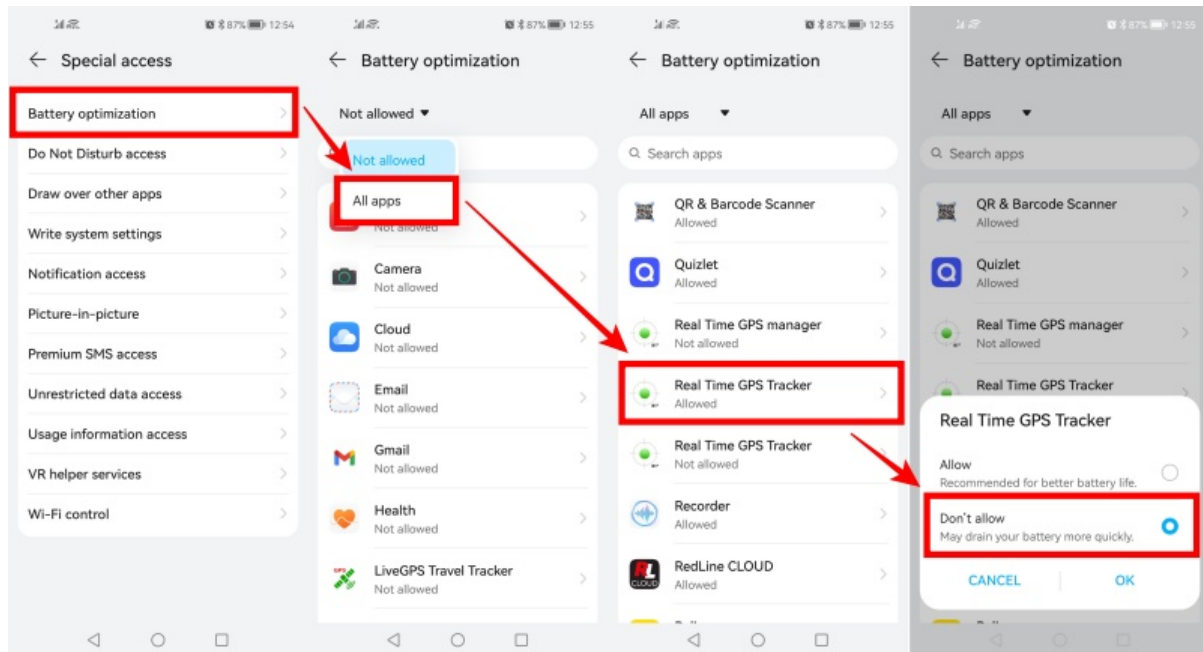 87% 12:54
Special access
Battery optimization
Do Not Disturb access
Draw over other apps
Write system settings
Notification access
Picture-in-picture
Premium SMS access
Unrestricted data access
Usage information access
VR helper services
Wi-Fi control
87% 12:55
Battery optimization
Not allowed
Not allowed
All apps
Not allowed
Camera
Not allowed
Cloud
Not allowed
Email
Not allowed
Gmail
Not allowed
Health
Not allowed
LiveGPS Travel Tracker
Not allowed
87% 12:55
Battery optimization
All apps
Search apps
QR & Barcode Scanner
Allowed
Quizlet
Allowed
Real Time GPS manager
Not allowed
Real Time GPS Tracker
Allowed
Real Time GPS Tracker
Not allowed
Recorder
Allowed
RL
CLOUD
RedLine CLOUD
Allowed
87% 12:55
Battery optimization
All apps
Search apps
QR & Barcode Scanner
Allowed
Quizlet
Allowed
Real Time GPS manager
Not allowed
Real Time GPS Tracker
Real Time GPS Tracker
Allow
Recommended for better battery life.
Don't allow
May drain your battery more quickly.
CANCEL OK